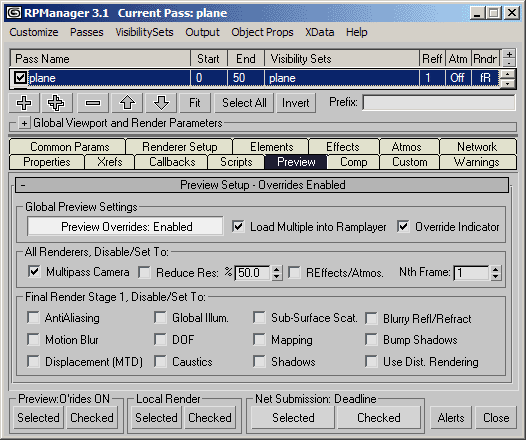 RPManager 3.1   Current Pass: plane
Customize Passes VisibilitySets Output Object Props XData Help
Pass Name Start End Visibility Sets Reff Atm Rndr +
plane 0 50 plane 1 Off fR -
Fit Select All Invert Prefix:
+ Global Viewport and Render Parameters
Common Params Renderer Setup Elements Effects Atmos Network
Properties Xrefs Callbacks Scripts Preview Comp Custom Warnings
- Preview Setup - Overrides Enabled
Global Preview Settings
Preview Overrides: Enabled Load Multiple into Ramplayer Override Indicator
All Renderers, Disable/Set To:
Multipass Camera Reduce Res: % 50.0 REffects/Atmos. Nth Frame: 1
Final Render Stage 1, Disable/Set To:
AntiAliasing Global Illum. Sub-Surface Scat. Blurry Refl/Refract
Motion Blur DOF Mapping Bump Shadows
Displacement (MTD) Caustics Shadows Use Dist. Rendering
Preview:O'rides ON Local Render Net Submission: Deadline
Selected Checked Selected Checked Selected Checked Alerts Close